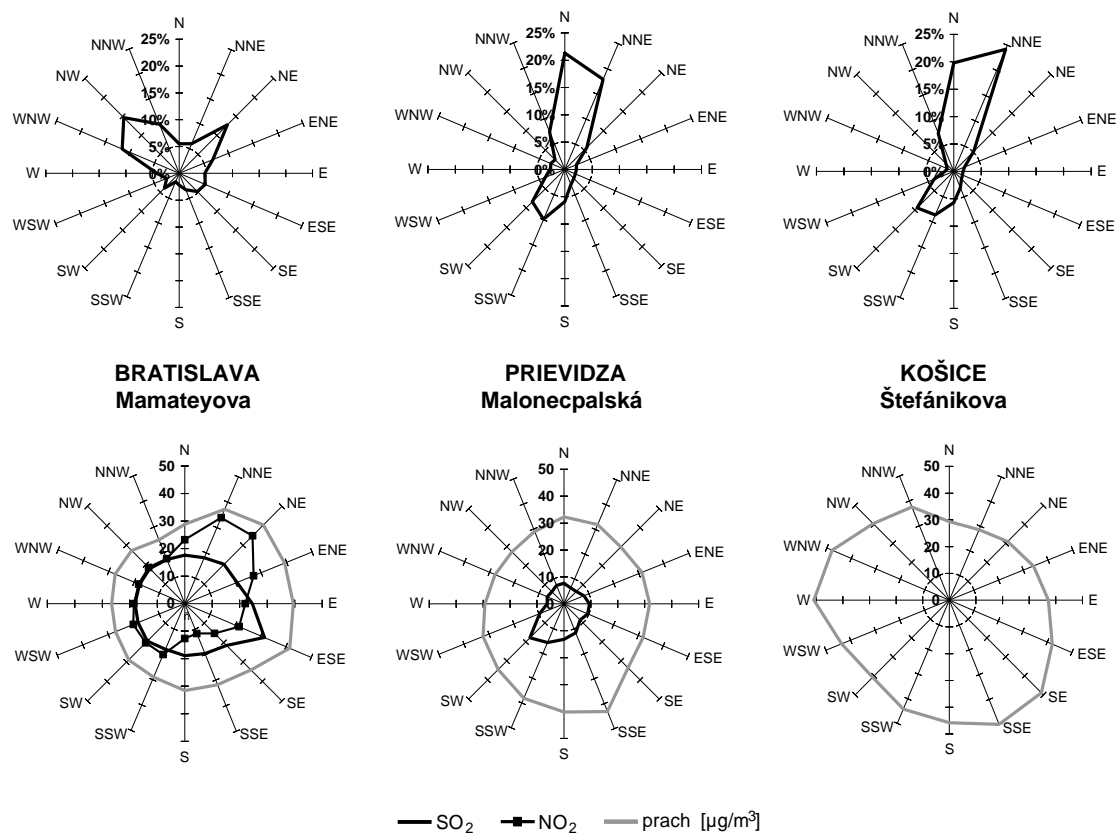 N
NNE
NE
ENE
E
ESE
SE
SSE
S
SSW
SW
WSW
W
WNW
NW
NNW
25%
20%
15%
10%
5%
0%
N
NNE
NE
ENE
E
ESE
SE
SSE
S
SSW
SW
WSW
W
WNW
NW
NNW
25%
20%
15%
10%
5%
0%
N
NNE
NE
ENE
E
ESE
SE
SSE
S
SSW
SW
WSW
W
WNW
NW
NNW
25%
20%
15%
10%
5%
0%
BRATISLAVA
Mamateyova
PRIEVIDZA
Malonecpalská
KOŠICE
Štefánikova
N
NNE
NE
ENE
E
ESE
SE
SSE
S
SSW
SW
WSW
W
WNW
NW
NNW
50
40
30
20
10
0
N
NNE
NE
ENE
E
ESE
SE
SSE
S
SSW
SW
WSW
W
WNW
NW
NNW
50
40
30
20
10
0
N
NNE
NE
ENE
E
ESE
SE
SSE
S
SSW
SW
WSW
W
WNW
NW
NNW
50
40
30
20
10
0
SO₂ NO₂ prach [µg/m³]